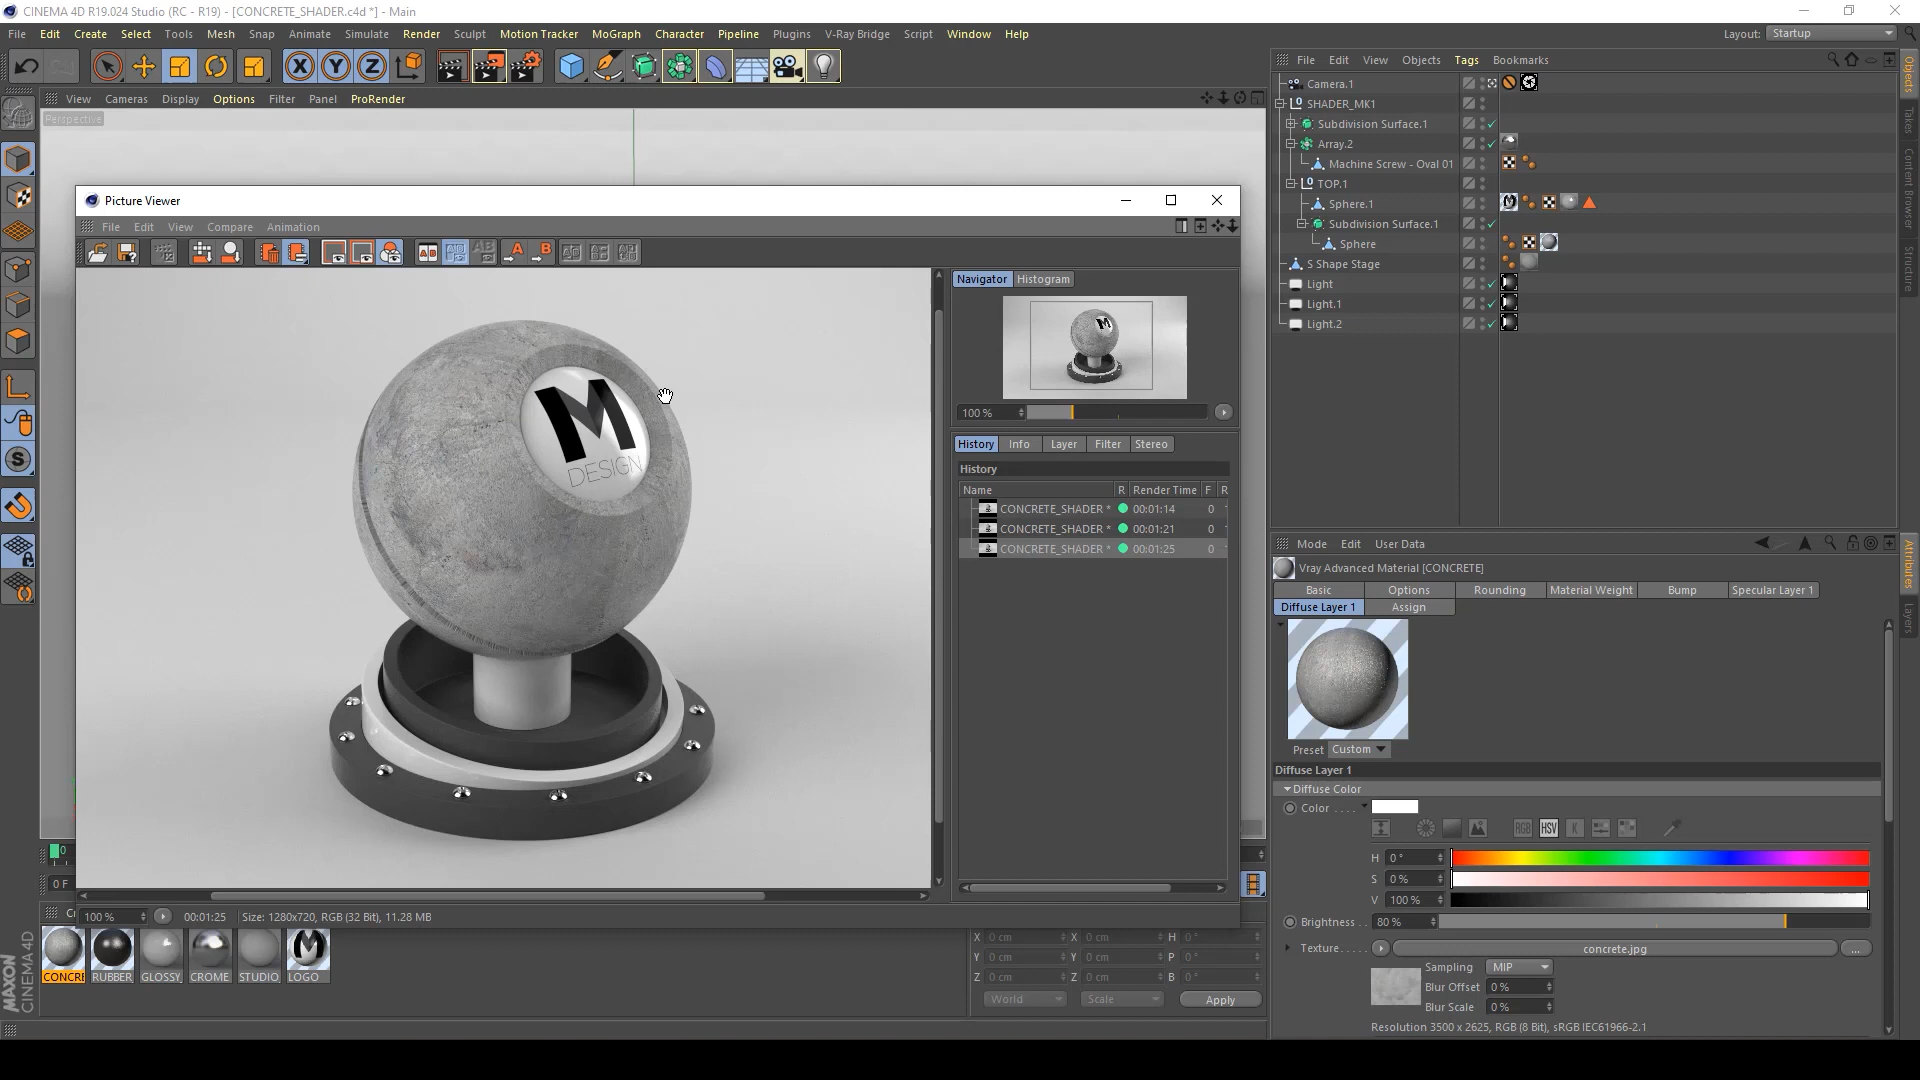 CINEMA 4D R19.024 Studio (RC - R19) - [CONCRETE_SHADER.c4d *] - Main
File Edit Create Select Tools Mesh Snap Animate Simulate Render Sculpt Motion Tracker MoGraph Character Pipeline Plugins V-Ray Bridge Script Window Help
Layout: Startup
View Cameras Display Options Filter Panel ProRender
Perspective
Picture Viewer
File Edit View Compare Animation
M
DESIGN
Navigator Histogram
100 %
History Info Layer Filter Stereo
History
Name R Render Time F R
CONCRETE_SHADER * 00:01:14 0
CONCRETE_SHADER * 00:01:21 0
CONCRETE_SHADER * 00:01:25 0
100 % 00:01:25 Size: 1280x720, RGB (32 Bit), 11.28 MB
0
0 F
CONCRE RUBBER GLOSSY CROME STUDIO LOGO
MAXON
CINEMA 4D
X 0 cm X 0 cm H 0 °
Y 0 cm Y 0 cm P 0 °
Z 0 cm Z 0 cm B 0 °
World Scale Apply
File Edit View Objects Tags Bookmarks
Camera.1
SHADER_MK1
Subdivision Surface.1
Array.2
Machine Screw - Oval 01
TOP.1
Sphere.1
Subdivision Surface.1
Sphere
S Shape Stage
Light
Light.1
Light.2
Objects
Takes
Content Browser
Structure
Mode Edit User Data
Vray Advanced Material [CONCRETE]
Basic Options Rounding Material Weight Bump Specular Layer 1
Diffuse Layer 1 Assign
Preset Custom
Diffuse Layer 1
Diffuse Color
Color
RGB HSV K
H 0 °
S 0 %
V 100 %
Brightness 80 %
Texture concrete.jpg ...
Sampling MIP
Blur Offset 0 %
Blur Scale 0 %
Resolution 3500 x 2625, RGB (8 Bit), sRGB IEC61966-2.1
Attributes
Layers